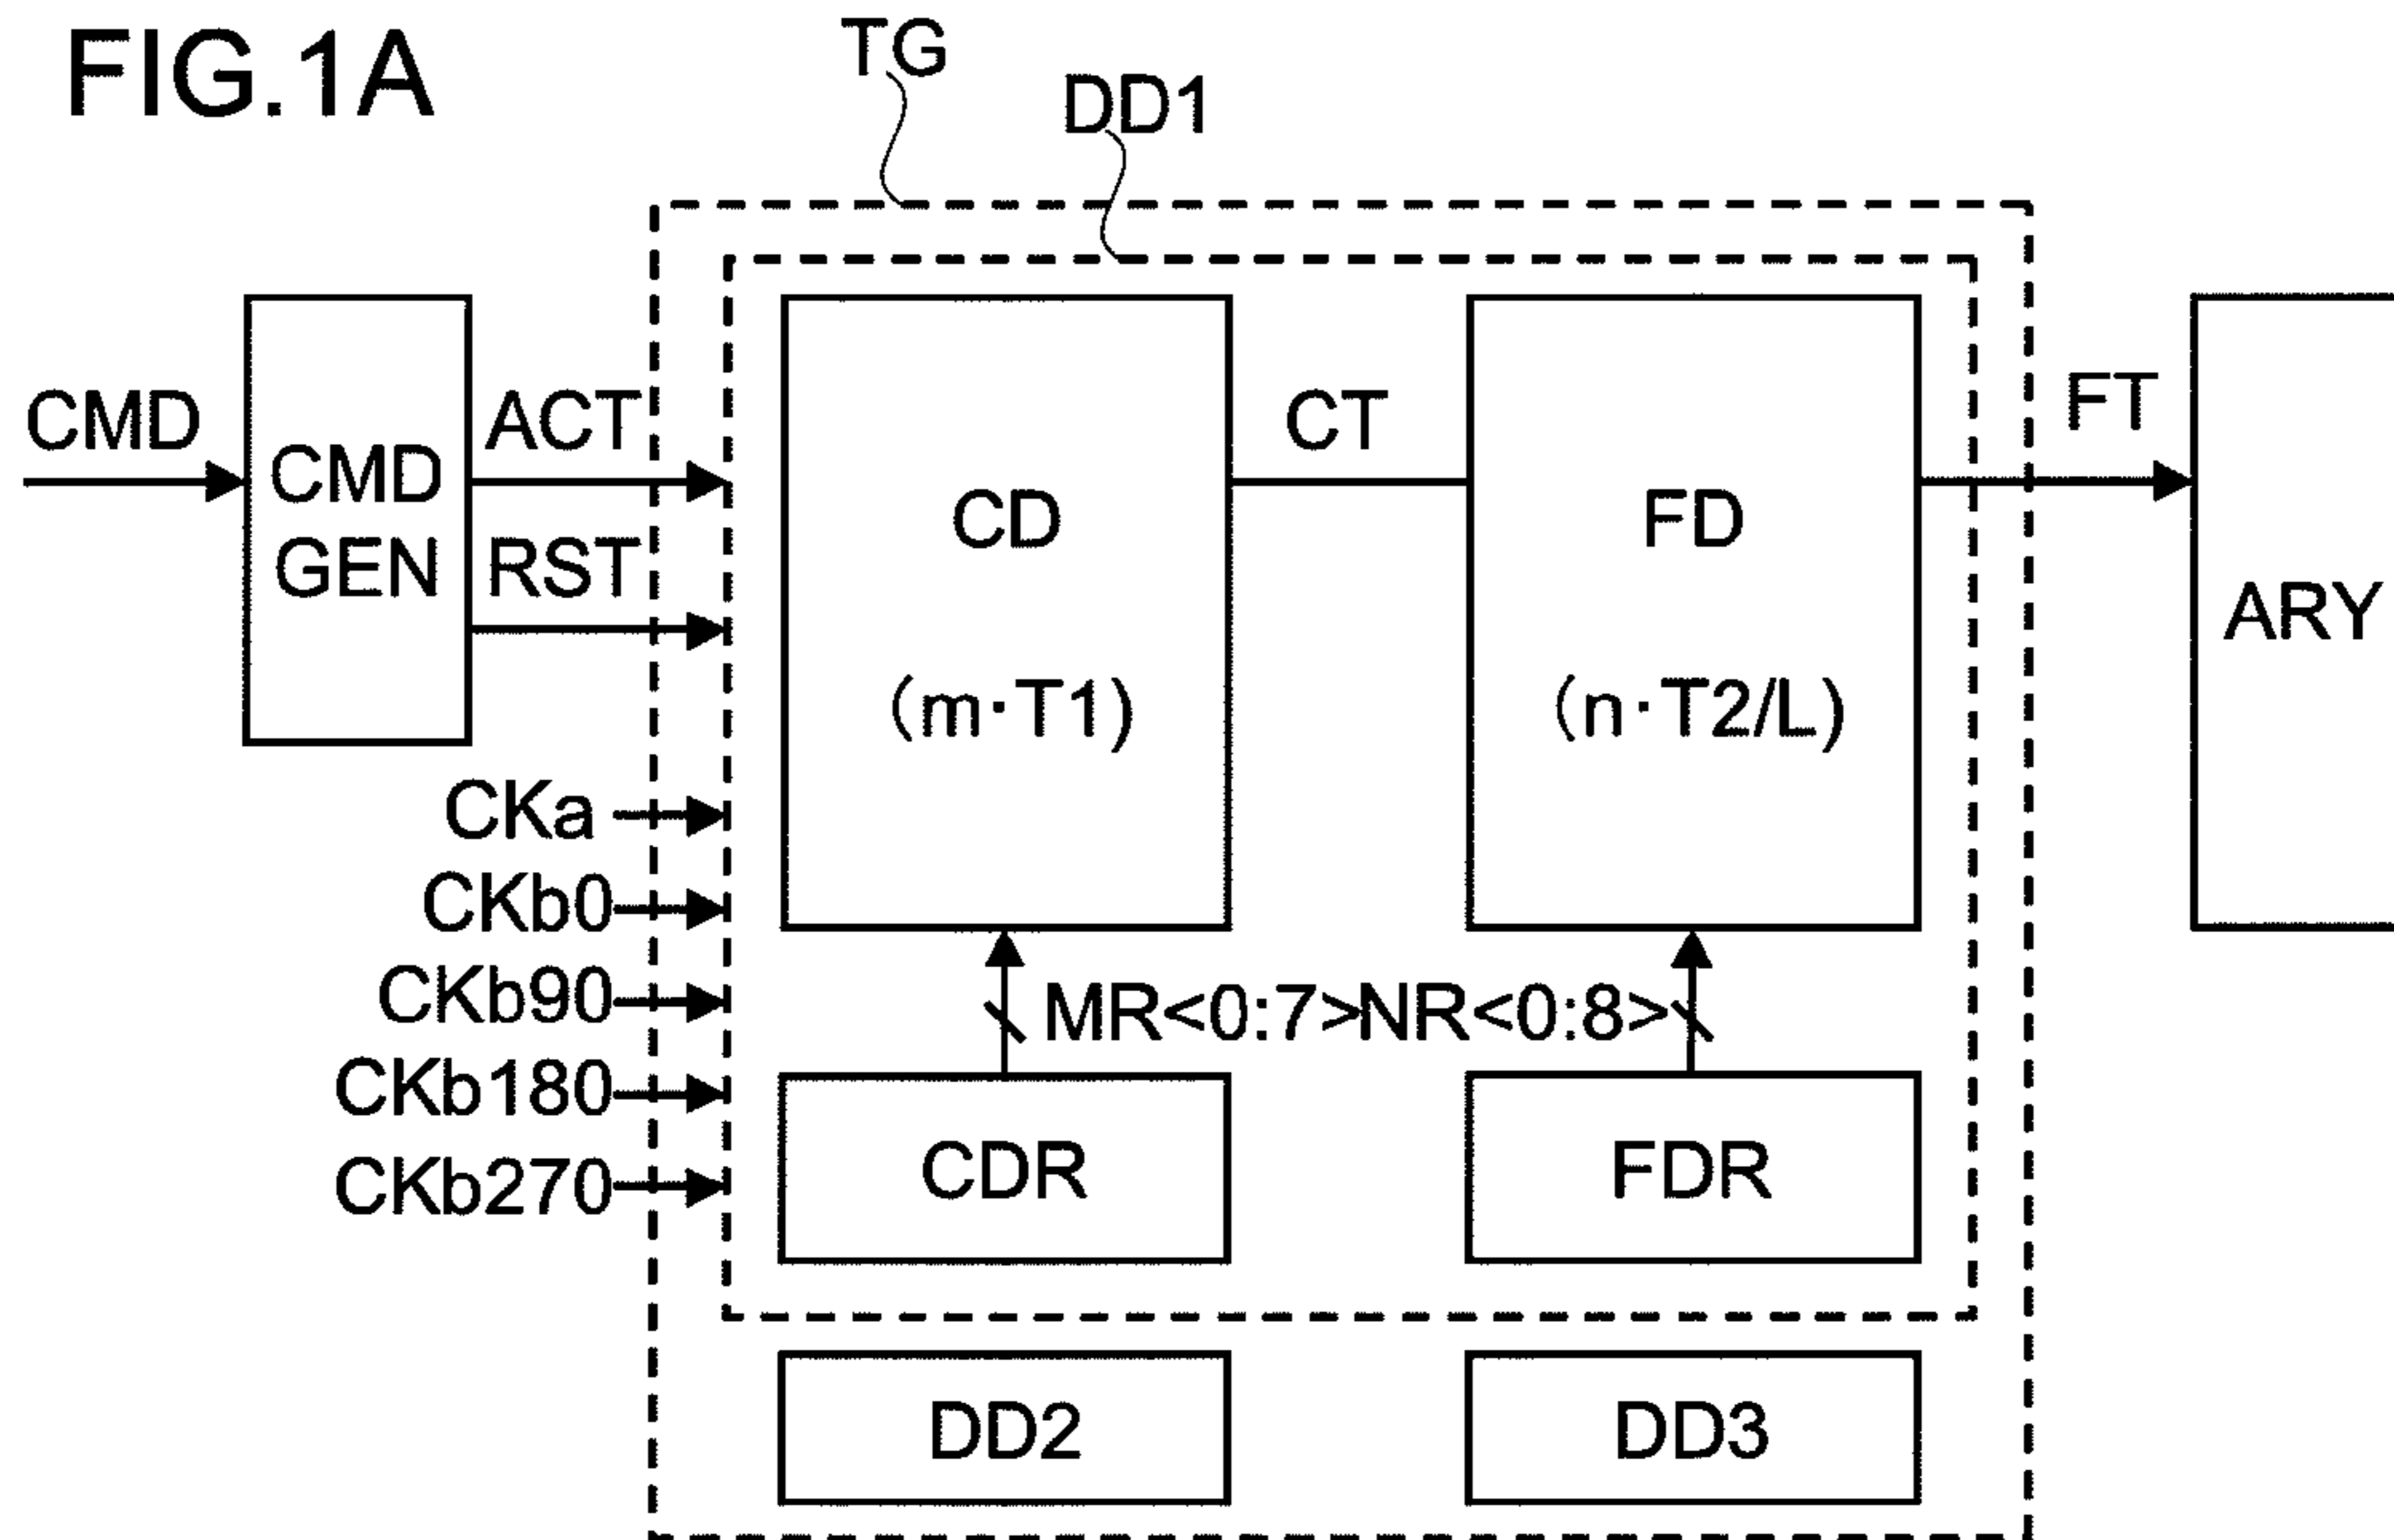 FIG.1A
TG
DD1
CMD
CMD
GEN
ACT
RST
CD
(m·T1)
CT
FD
(n·T2/L)
FT
ARY
CKa
CKb0
CKb90
CKb180
CKb270
MR<0:7>
NR<0:8>
CDR
FDR
DD2
DD3